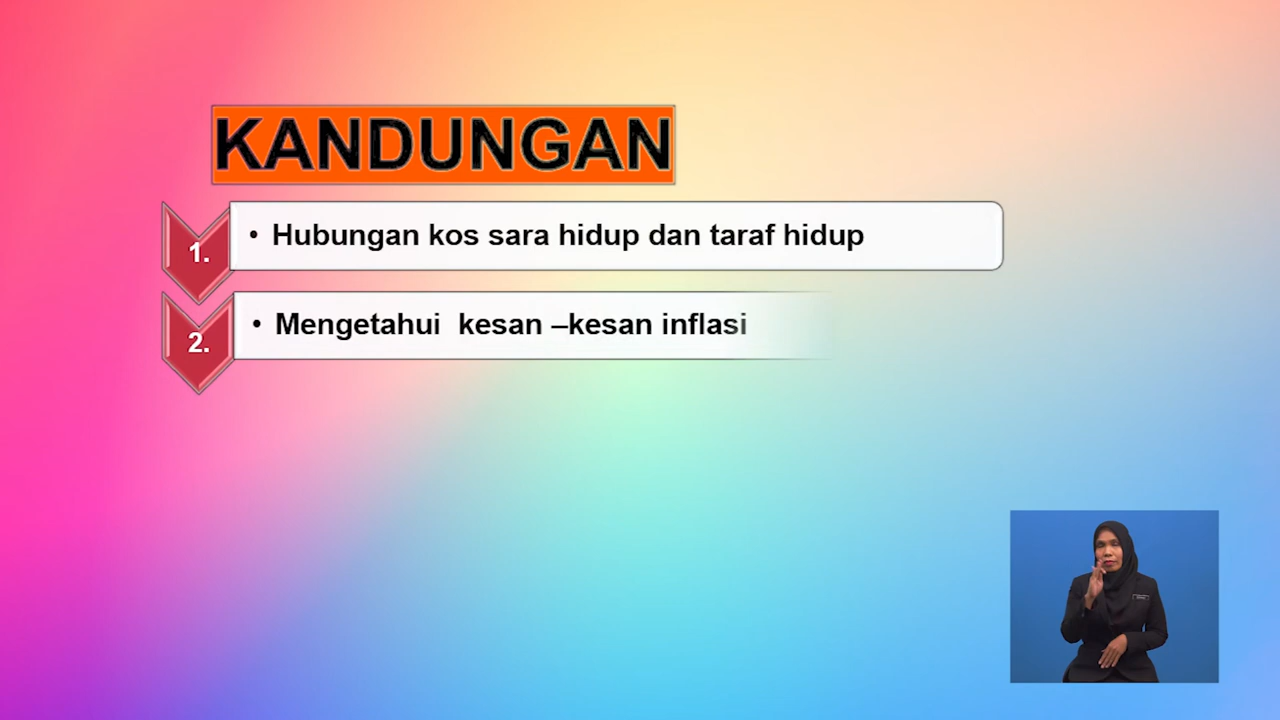 KANDUNGAN
1.
• Hubungan kos sara hidup dan taraf hidup
2.
• Mengetahui kesan –kesan inflasi